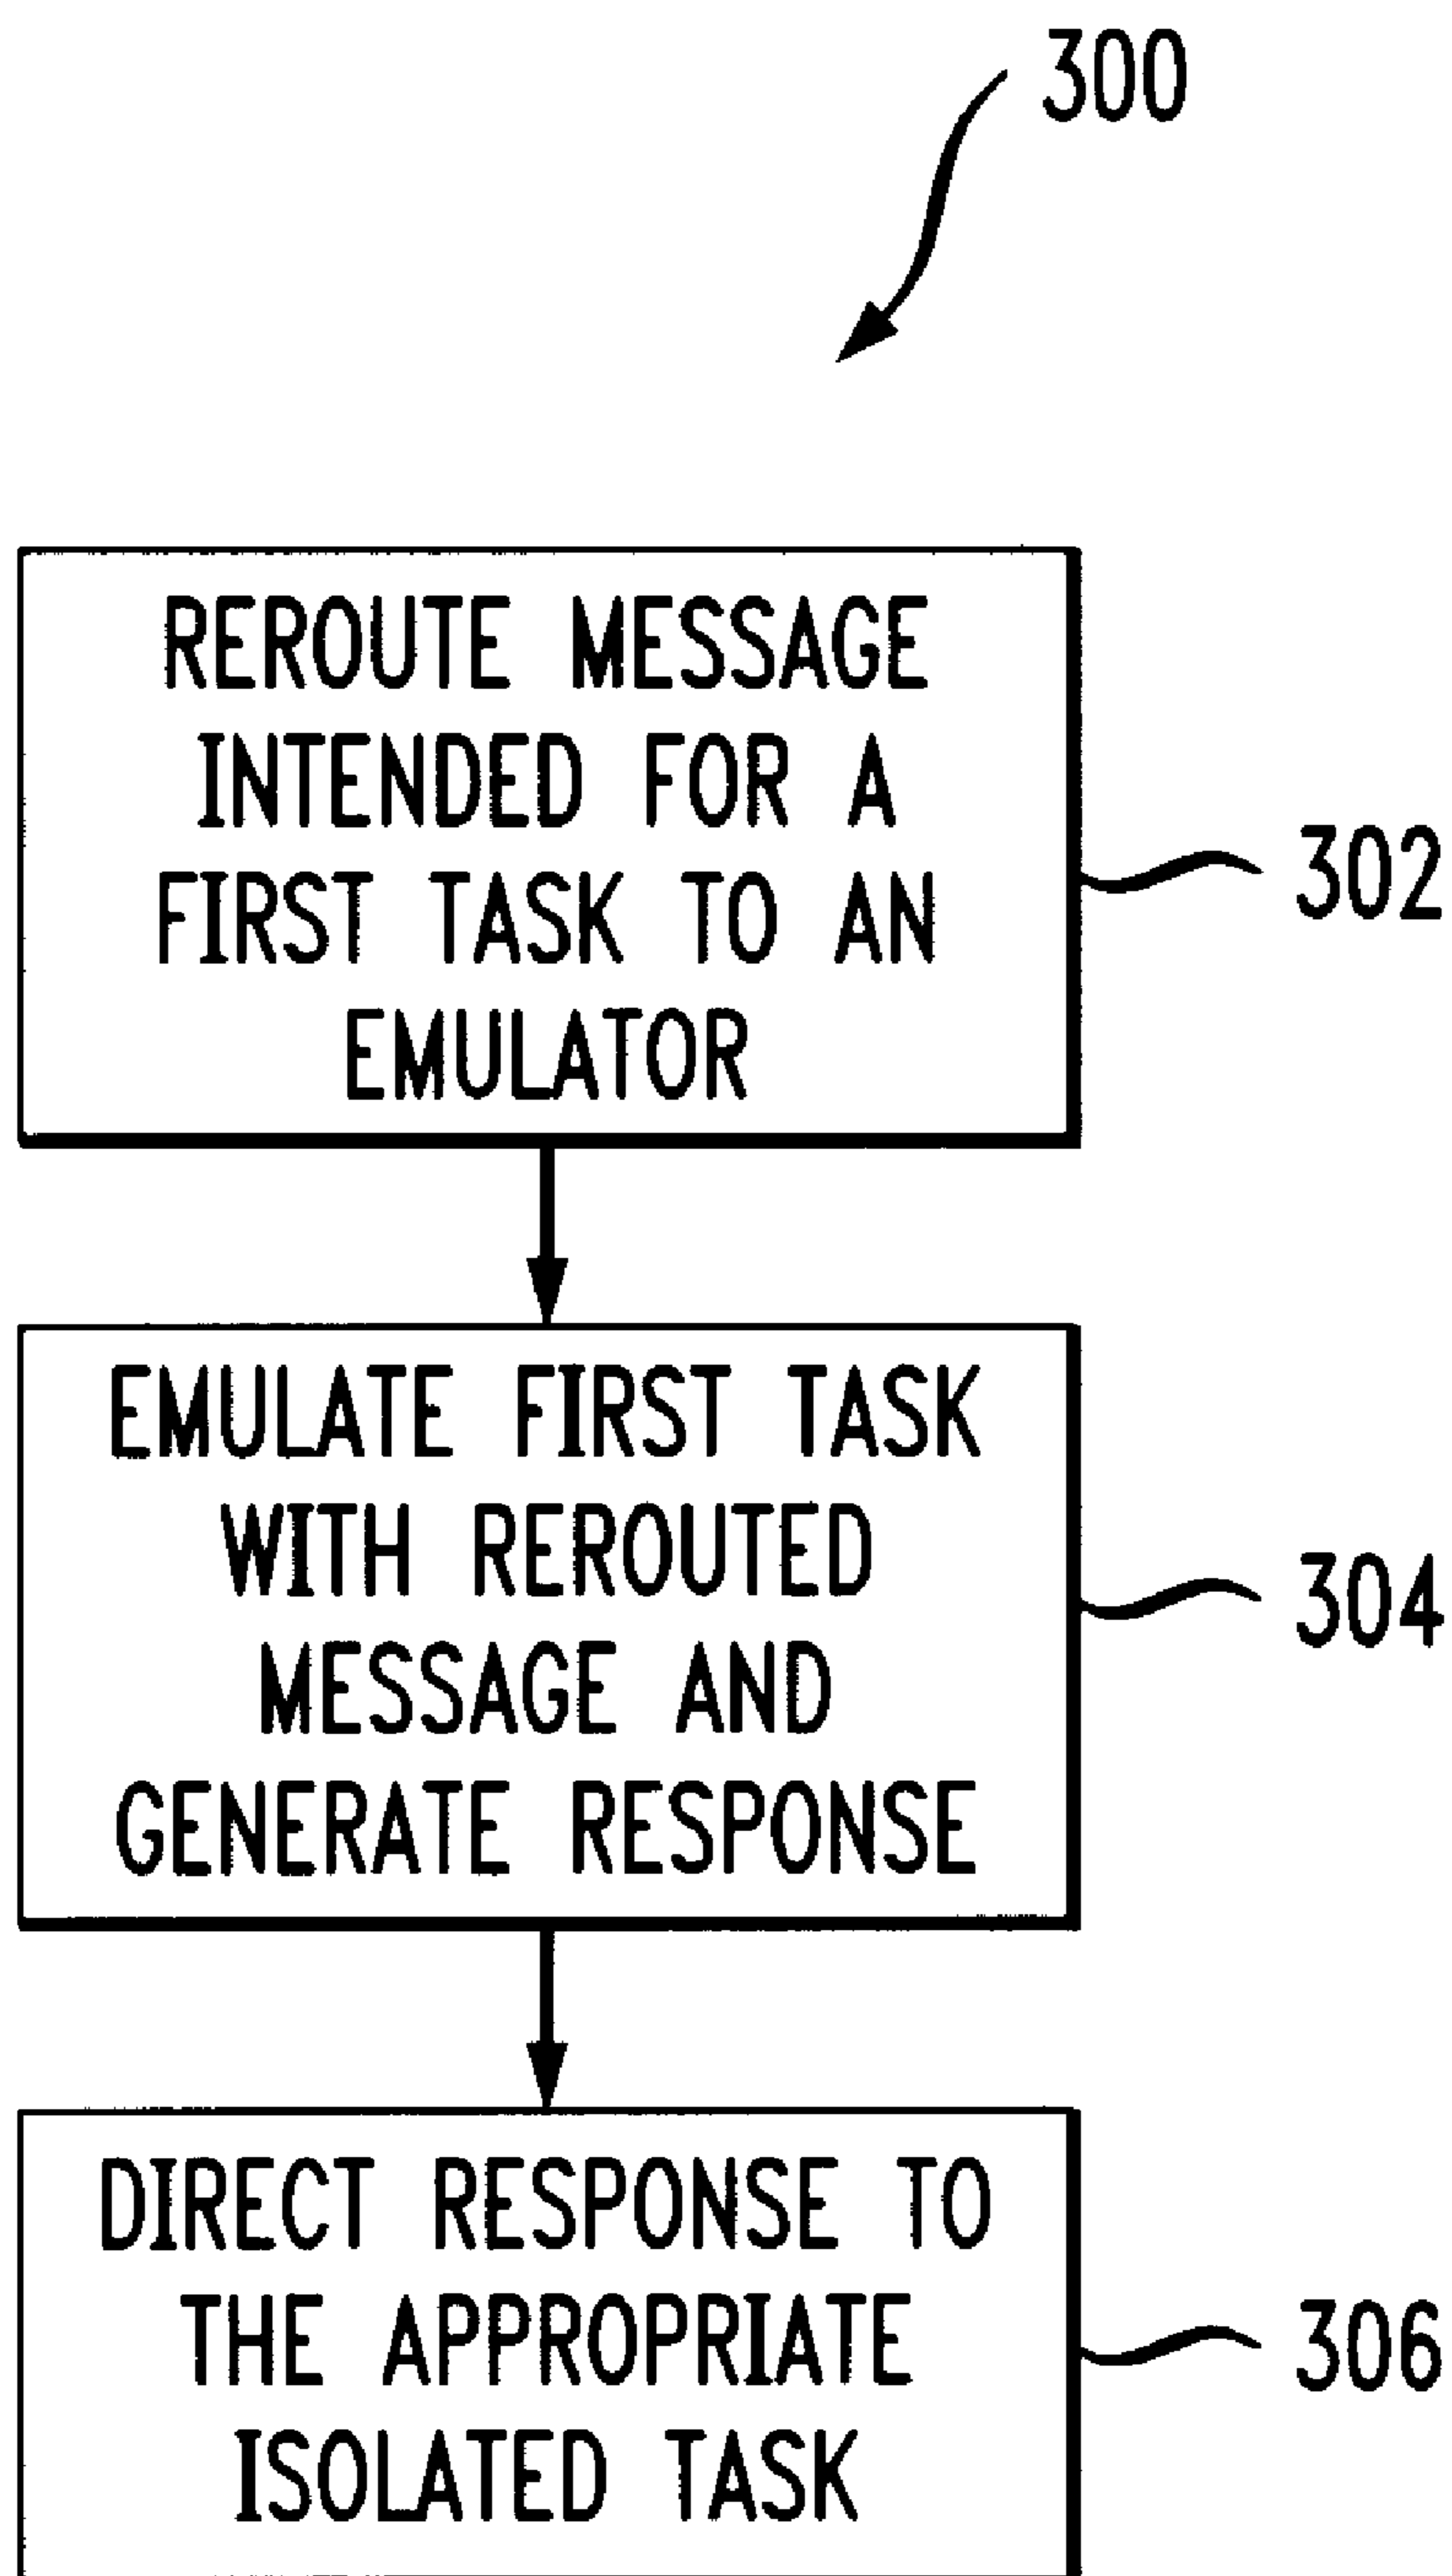 300
REROUTE MESSAGE
INTENDED FOR A
FIRST TASK TO AN
EMULATOR
302
EMULATE FIRST TASK
WITH REROUTED
MESSAGE AND
GENERATE RESPONSE
304
DIRECT RESPONSE TO
THE APPROPRIATE
ISOLATED TASK
306